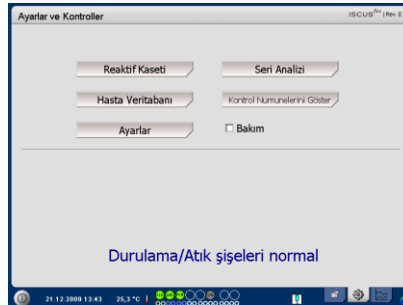 Ayarlar ve Kontroller
Reaktif Kaseti
Seri Analizi
Hasta Veritabanı
Kontrol Numunelerini Göster
Ayarlar
Bakım
Durulama/Atık şişeleri normal
21.12.2009 13:43
25,3 °C